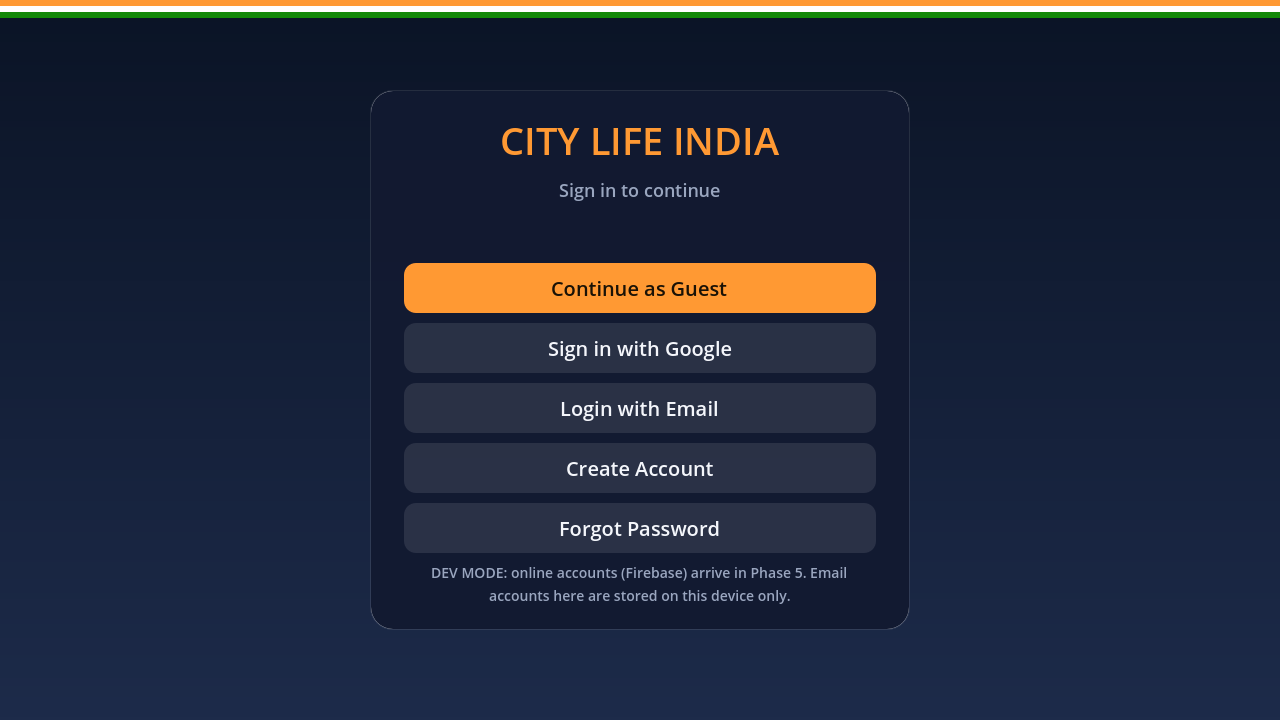 CITY LIFE INDIA
Sign in to continue
Continue as Guest
Sign in with Google
Login with Email
Create Account
Forgot Password
DEV MODE: online accounts (Firebase) arrive in Phase 5. Email
accounts here are stored on this device only.